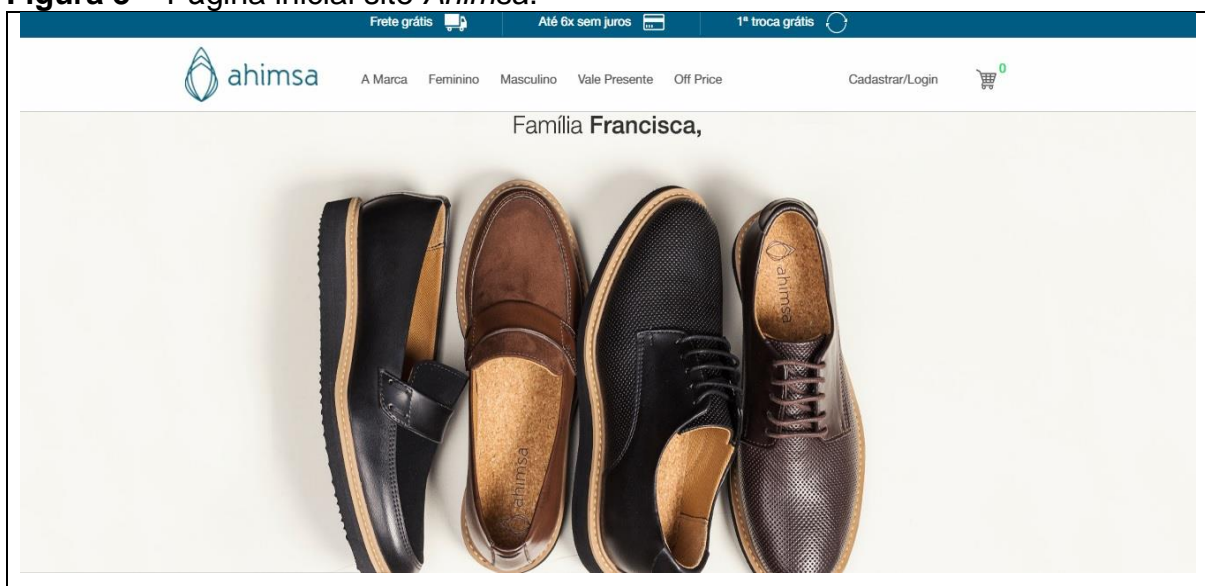 Frete grátis Até 6x sem juros 1ª troca grátis
ahimsa A Marca Feminino Masculino Vale Presente Off Price Cadastrar/Login 0
Família Francisca,
ahimsa
ahimsa